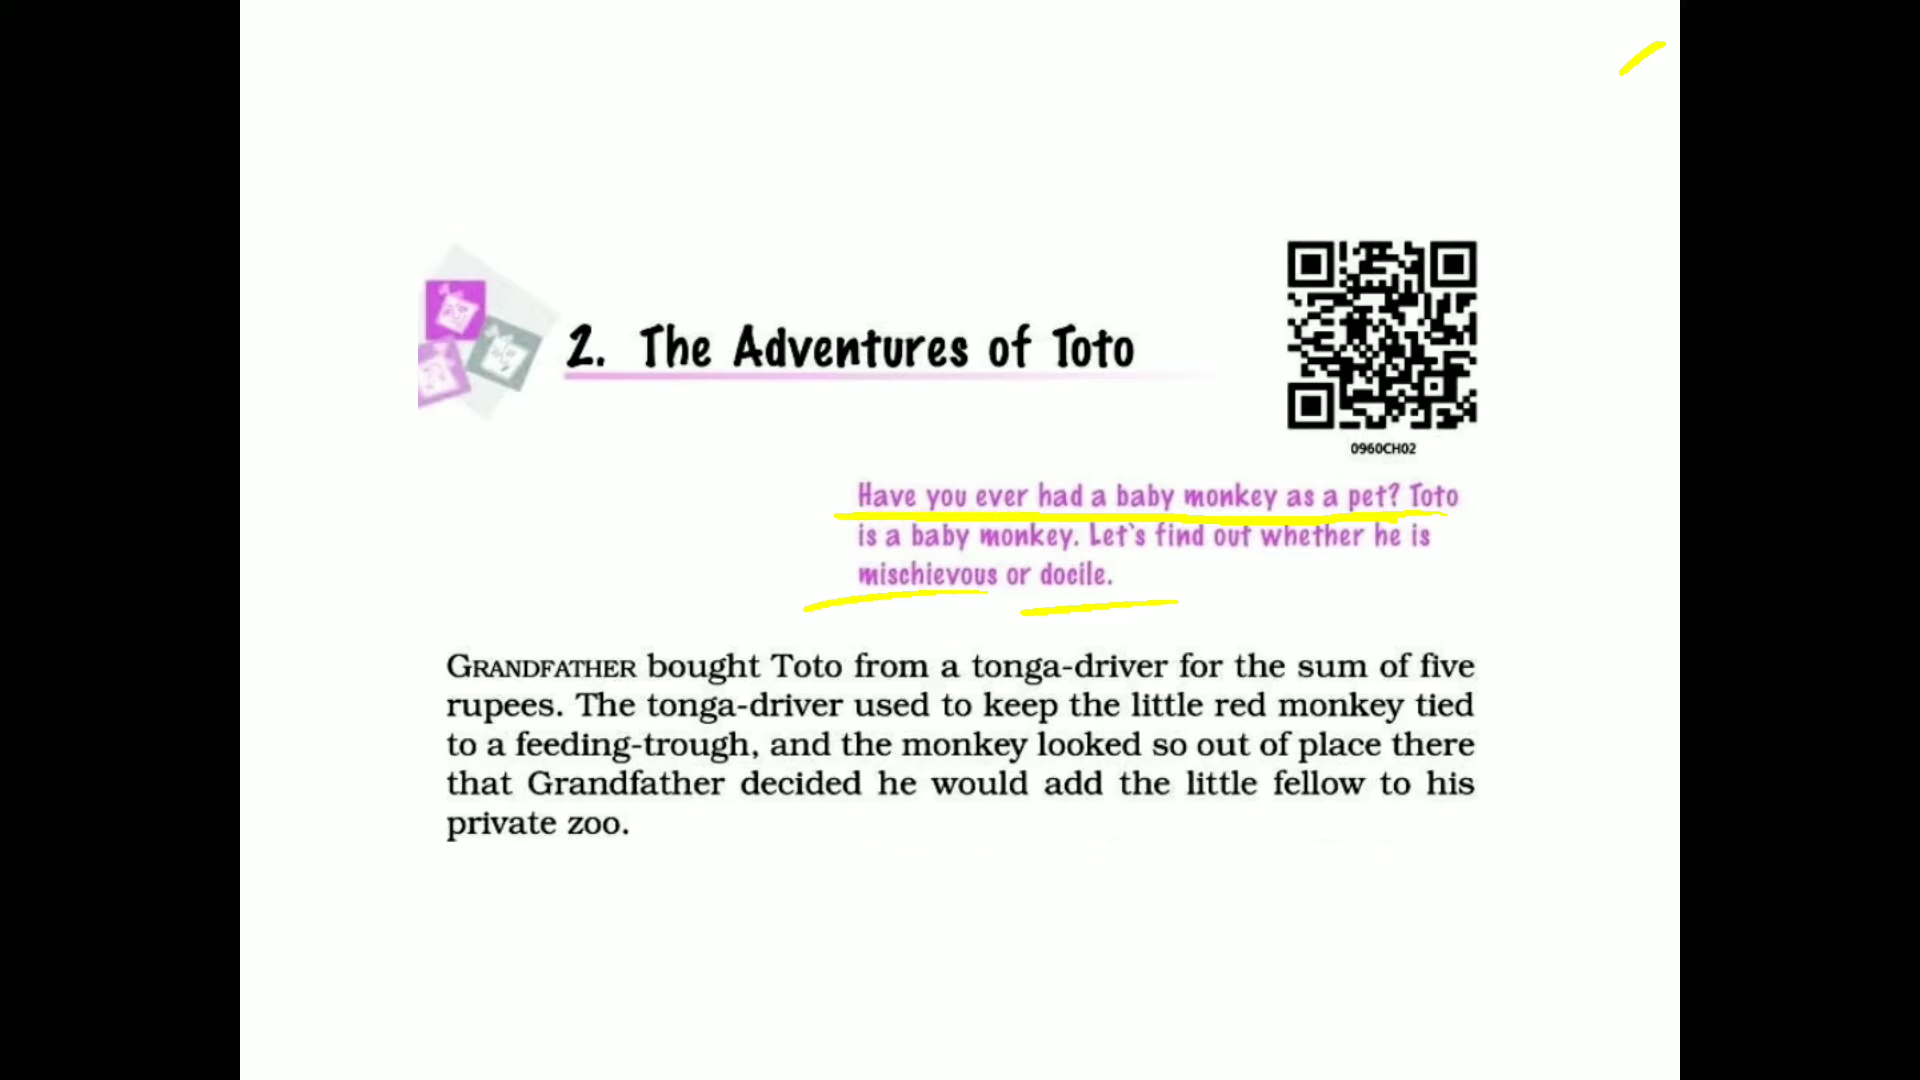 2. The Adventures of Toto
0960CH02
Have you ever had a baby monkey as a pet? Toto
is a baby monkey. Let`s find out whether he is
mischievous or docile.
GRANDFATHER bought Toto from a tonga-driver for the sum of five
rupees. The tonga-driver used to keep the little red monkey tied
to a feeding-trough, and the monkey looked so out of place there
that Grandfather decided he would add the little fellow to his
private zoo.